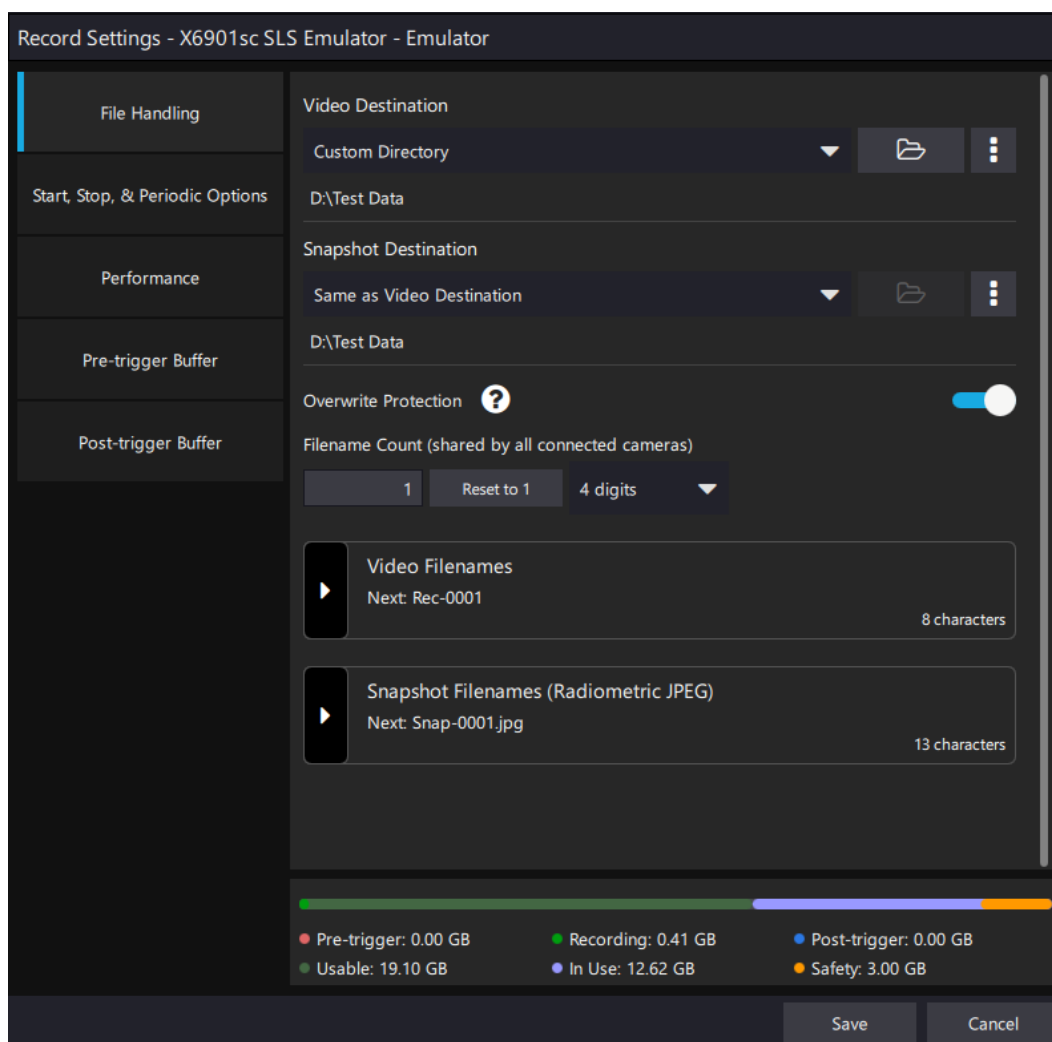 Record Settings - X6901sc SLS Emulator - Emulator
File Handling
Start, Stop, & Periodic Options
Performance
Pre-trigger Buffer
Post-trigger Buffer
Video Destination
Custom Directory
D:\Test Data
Snapshot Destination
Same as Video Destination
D:\Test Data
Overwrite Protection ?
Filename Count (shared by all connected cameras)
1 Reset to 1 4 digits
Video Filenames
Next: Rec-0001
8 characters
Snapshot Filenames (Radiometric JPEG)
Next: Snap-0001.jpg
13 characters
Pre-trigger: 0.00 GB Recording: 0.41 GB Post-trigger: 0.00 GB
Usable: 19.10 GB In Use: 12.62 GB Safety: 3.00 GB
Save Cancel